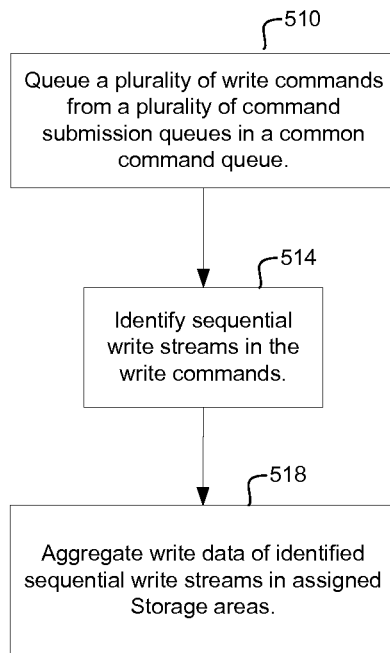 510
Queue a plurality of write commands
from a plurality of command
submission queues in a common
command queue.
514
Identify sequential
write streams in the
write commands.
518
Aggregate write data of identified
sequential write streams in assigned
Storage areas.